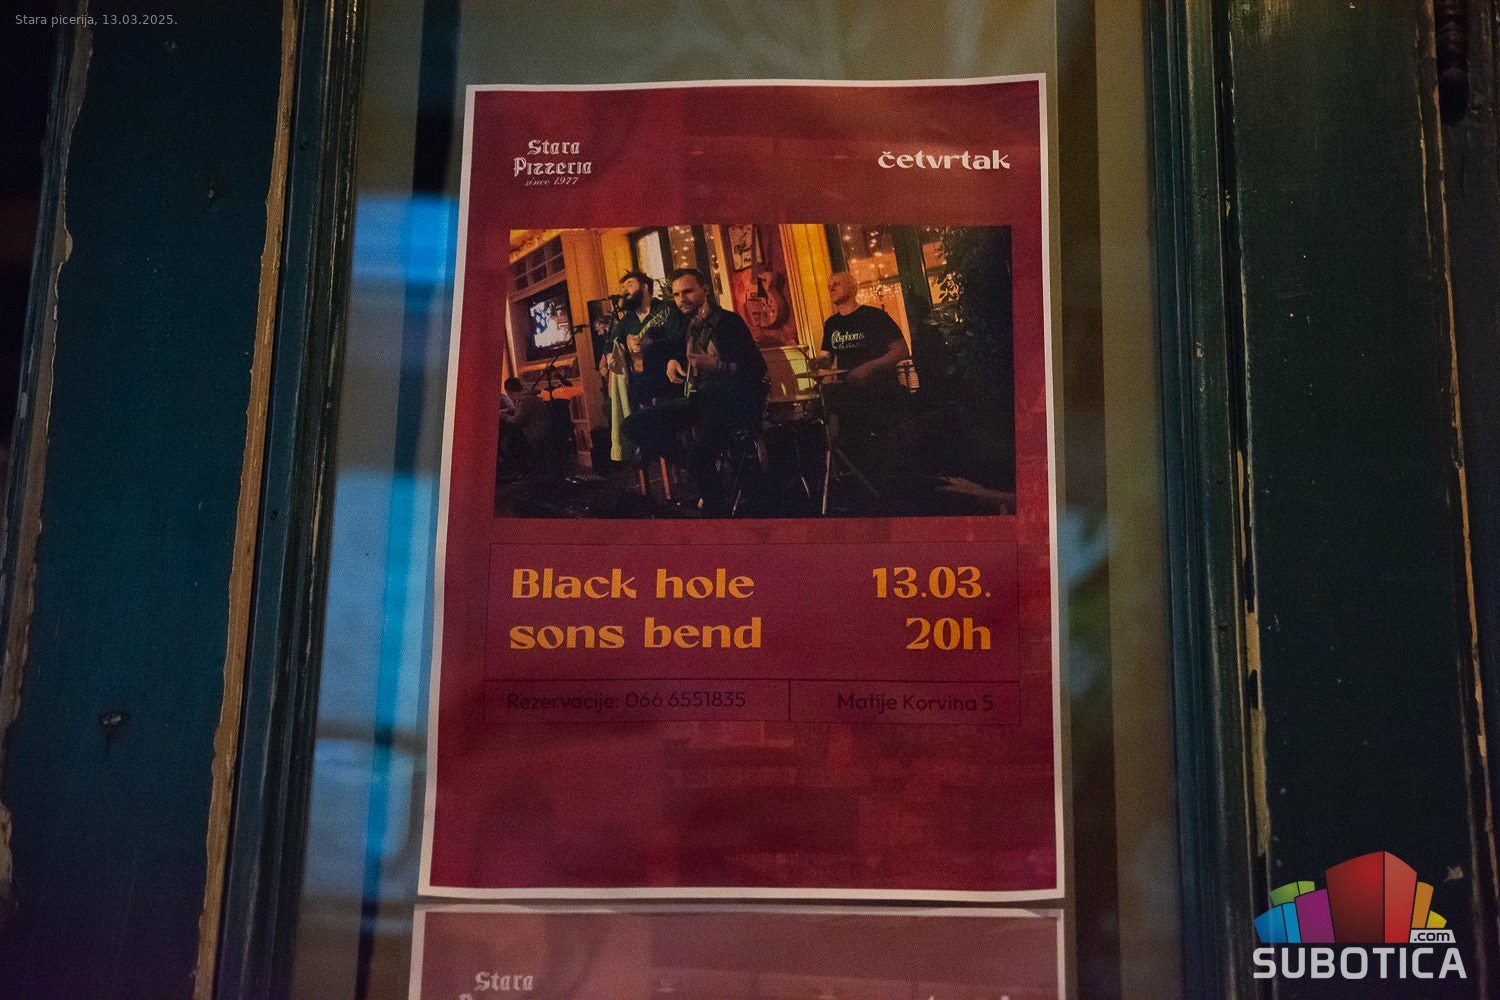 Stara picerija, 13.03.2025.
Stara
Pizzeria
since 1977
četvrtak
Black hole
sons bend
13.03.
20h
Rezervacije: 066 6551835
Matije Korvina 5
Stara
.com
SUBOTICA